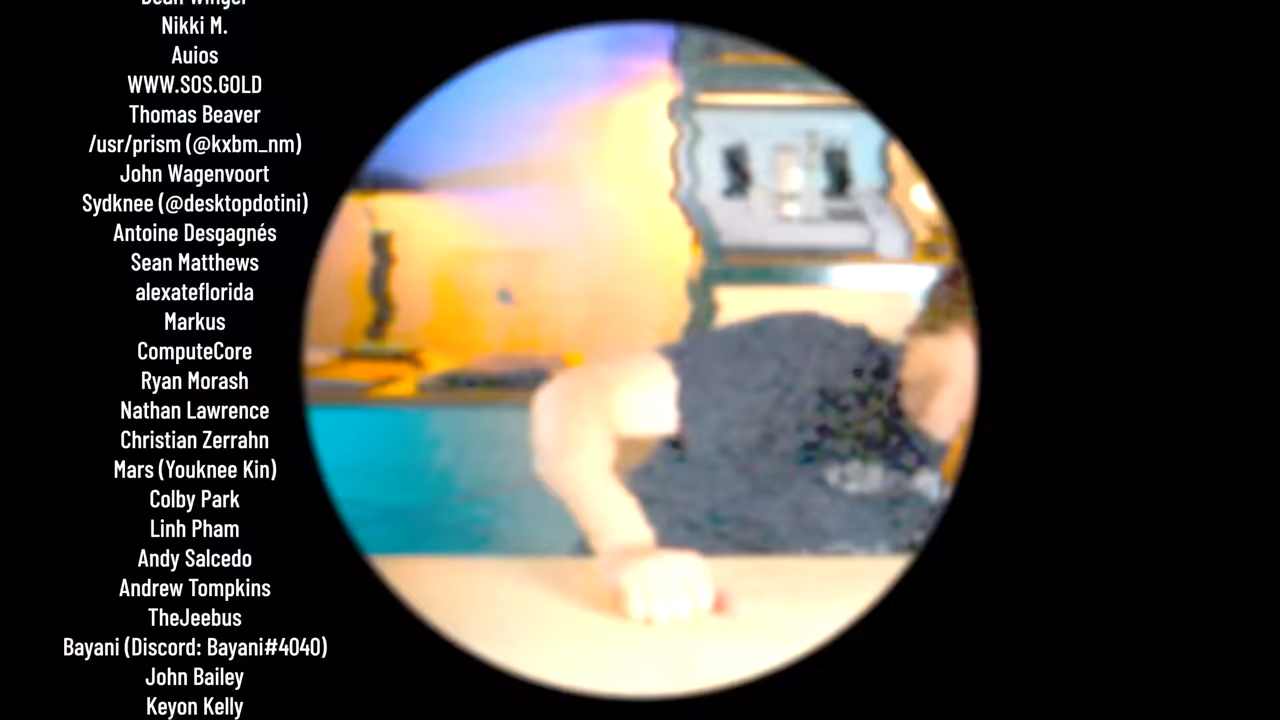 Dean Winger
Nikki M.
Auios
WWW.SOS.GOLD
Thomas Beaver
/usr/prism (@kxbm_nm)
John Wagenvoort
Sydknee (@desktopdotini)
Antoine Desgagnés
Sean Matthews
alexateflorida
Markus
ComputeCore
Ryan Morash
Nathan Lawrence
Christian Zerrahn
Mars (Youknee Kin)
Colby Park
Linh Pham
Andy Salcedo
Andrew Tompkins
TheJeebus
Bayani (Discord: Bayani#4040)
John Bailey
Keyon Kelly